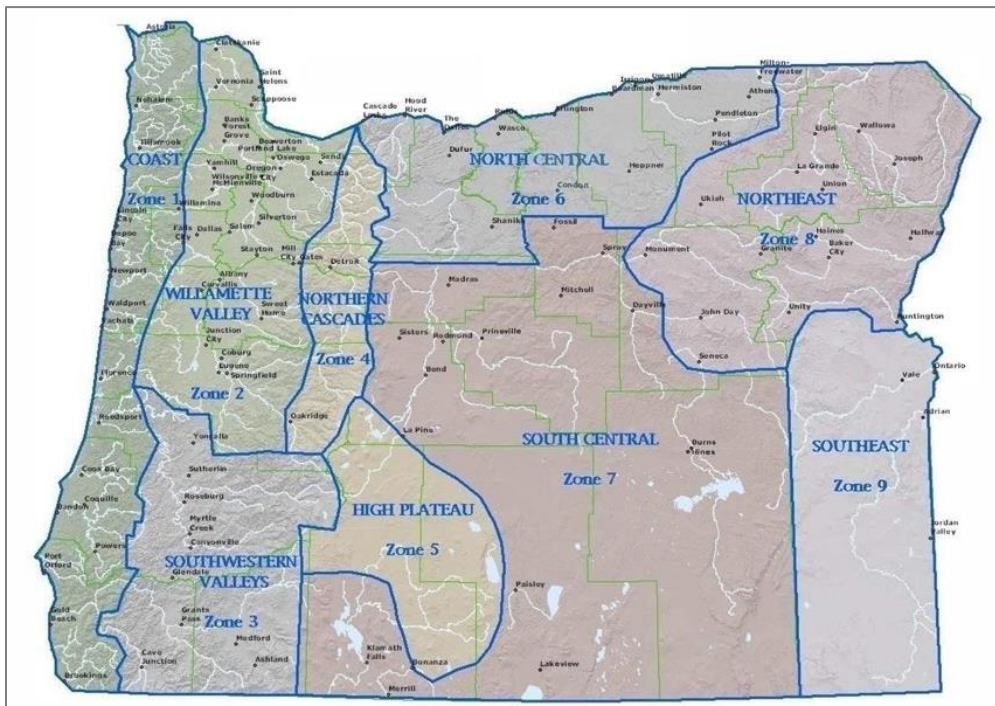 Astoria
Clatskanie
Vernonia
Saint
Helens
Scappoose
Nehalem
Banks
Forest
Grove
Tillamook
Beaverton
Portland
Lake
Oswego
Sandy
COAST
Zone 1
Yamhill
Wilsonville
McMinnville
Oregon
City
Estacada
Woodburn
Willamina
Lincoln
City
Silverton
Falls
City
Dallas
Salem
Depoe
Bay
Stayton
Mill
City
Gates
Detroit
Newport
Albany
Corvallis
WILLAMETTE
VALLEY
Sweet
Home
NORTHERN
CASCADES
Waldport
Yachats
Junction
City
Coburg
Eugene
Springfield
Zone 4
Zone 2
Florence
Reedsport
Oakridge
Cascade
Locks
Hood
River
The
Dalles
Rufus
Wasco
Arlington
Boardman
Irrigon
Umatilla
Hermiston
Milton-
Freewater
Athena
Pendleton
Pilot
Rock
Dufur
NORTH CENTRAL
Zone 6
Condon
Heppner
Shaniko
Fossil
Elgin
Wallowa
La Grande
Joseph
Union
Ukiah
NORTHEAST
Zone 8
Haines
Baker
City
Halfway
Granite
Spray
Monument
Madras
Mitchell
Dayville
John Day
Unity
Huntington
Sisters
Redmond
Prineville
Seneca
Bend
La Pine
SOUTH CENTRAL
Zone 7
Burns
Hines
Vale
Ontario
Adrian
SOUTHEAST
Zone 9
Jordan
Valley
Yoncalla
Sutherlin
Coos Bay
Coquille
Roseburg
Bandon
Myrtle
Creek
Canyonville
HIGH PLATEAU
Zone 5
Powers
Port
Orford
SOUTHWESTERN
VALLEYS
Glendale
Paisley
Gold
Beach
Grants
Pass
Zone 3
Medford
Cave
Junction
Ashland
Klamath
Falls
Bonanza
Lakeview
Brookings
Merrill